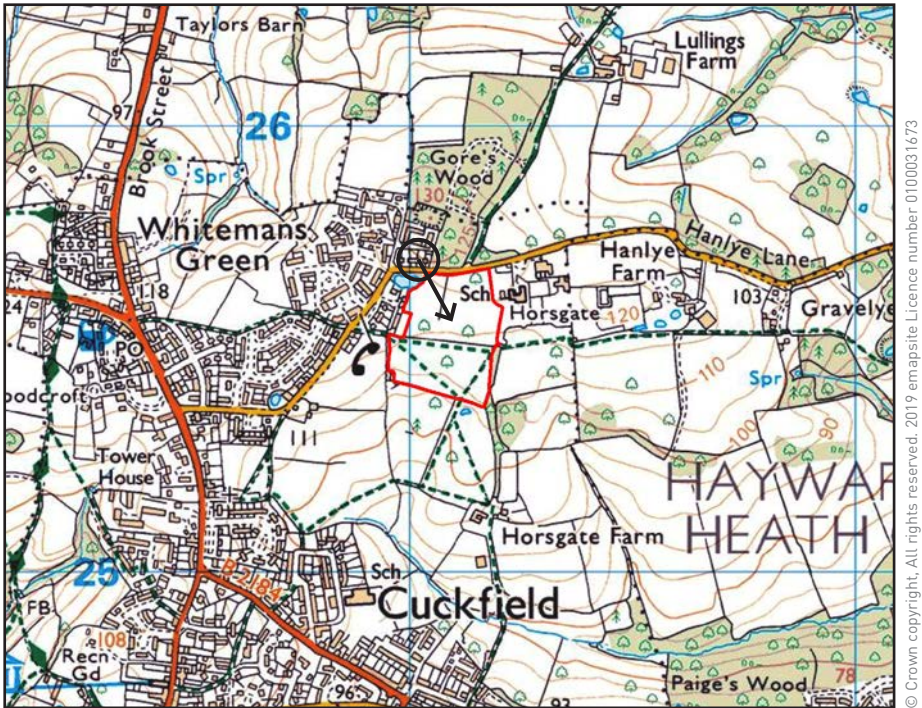 Taylors Barn
Lullings
Farm
97
Brook Street
26
Spr
Gore's
Wood
130
125
Whitemans
Green
Hanlye Lane
Hanlye
Farm
Sch
Horsgate
120
103
Gravelye
118
24
PO
Sch
110
Spr
oodcroft
111
100
90
Tower
House
HAYWAR
HEATH
Horsgate Farm
25
B 2184
Sch
Cuckfield
FB
108
Recn
Gd
96
Paige's Wood
78
93
© Crown copyright, All rights reserved. 2019 emapsite Licence number 0100031673